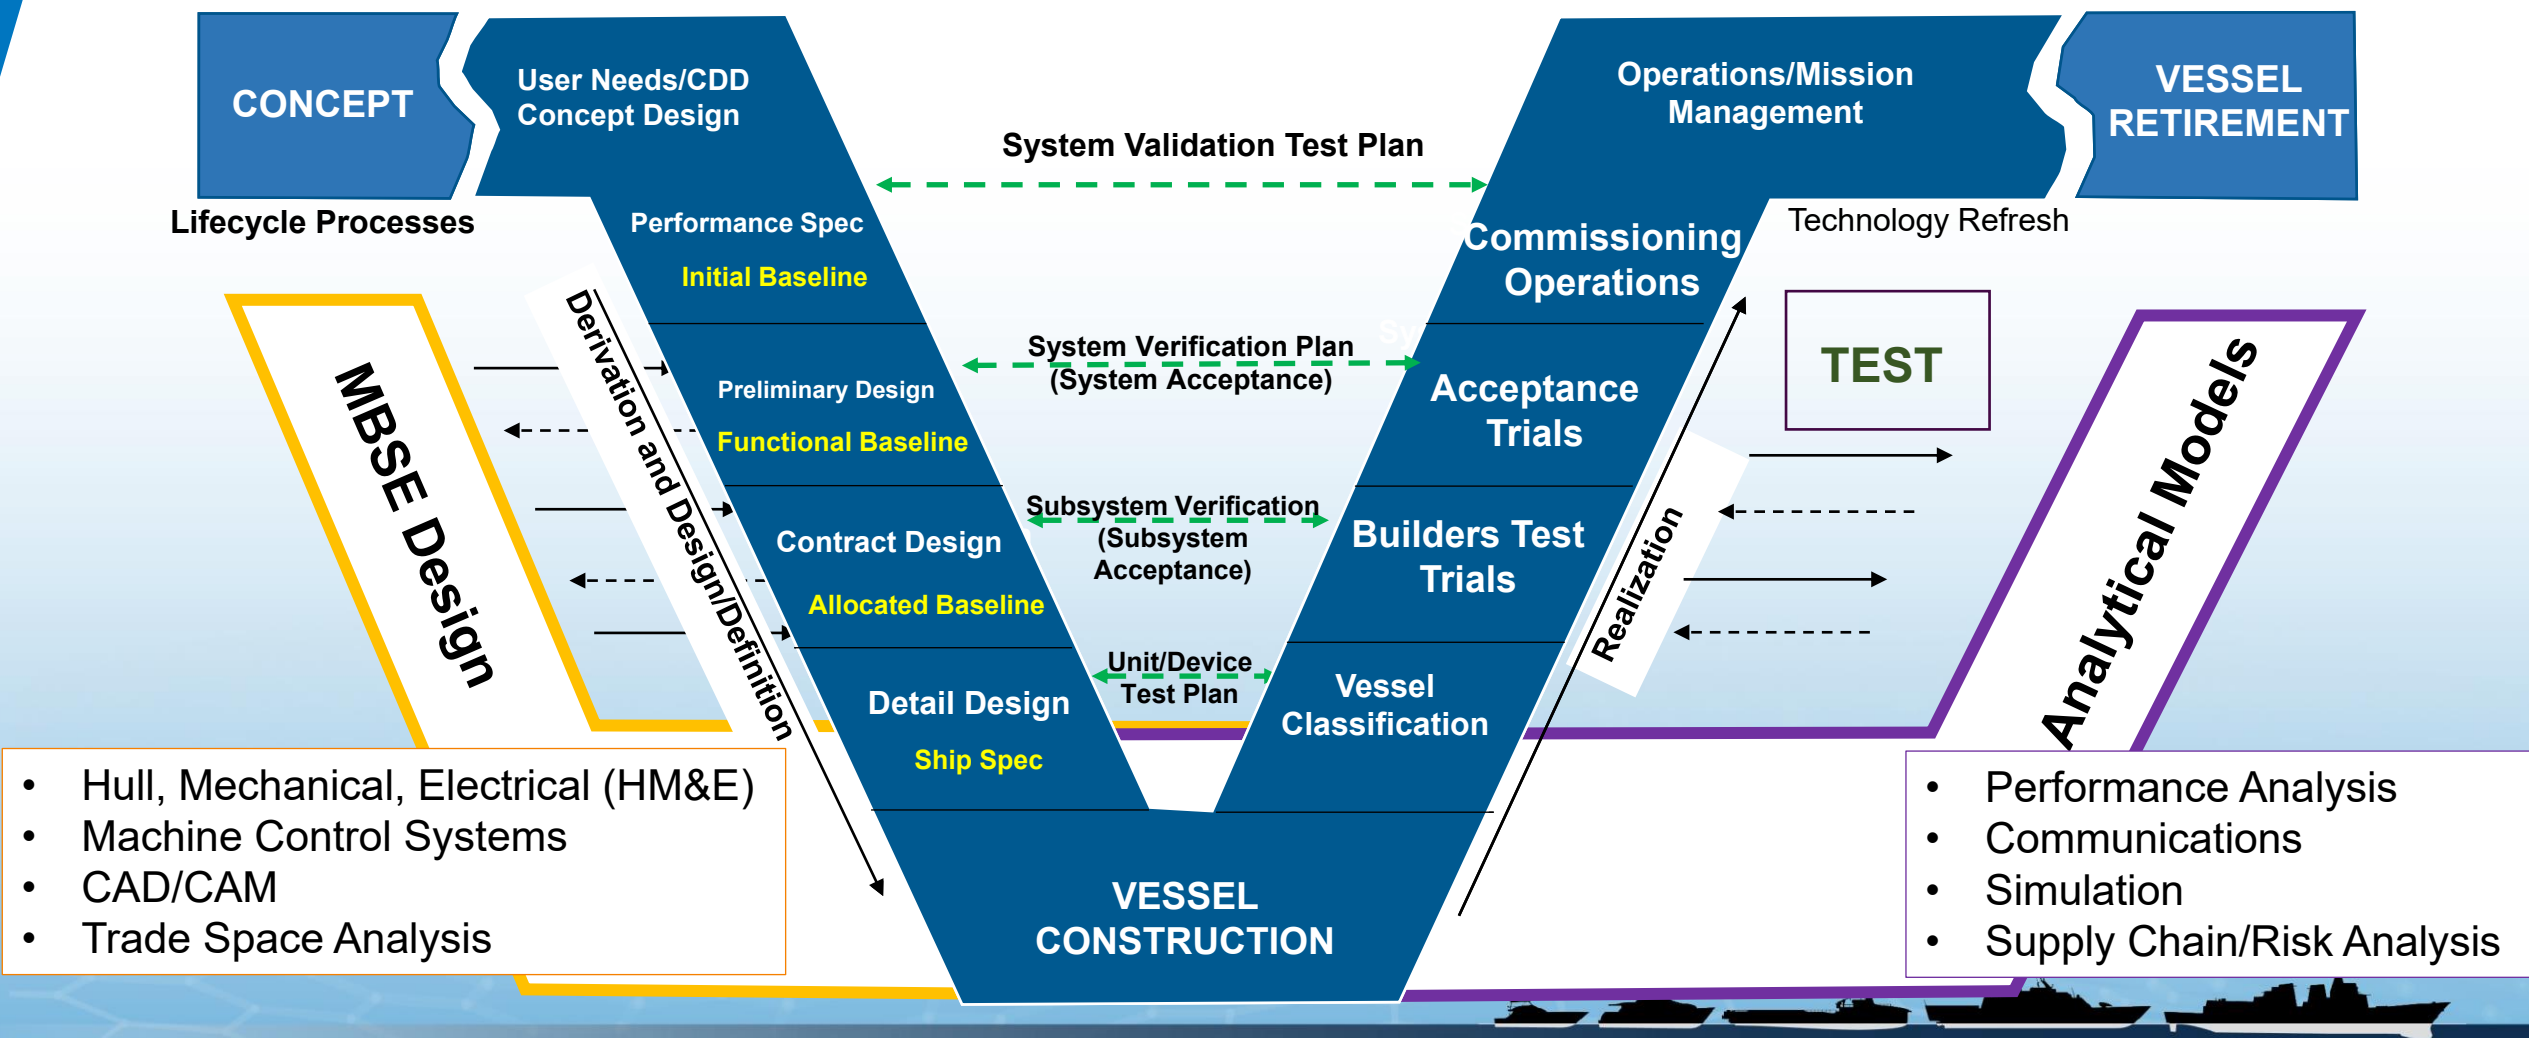 CONCEPT
User Needs/CDD
Concept Design
Operations/Mission
Management
VESSEL
RETIREMENT
System Validation Test Plan
Lifecycle Processes
Performance Spec
Initial Baseline
Commissioning
Operations
Technology Refresh
MBSE Design
Derivation and Design/Definition
Preliminary Design
Functional Baseline
System Verification Plan
(System Acceptance)
Sy
Acceptance
Trials
TEST
Analytical Models
Contract Design
Allocated Baseline
Subsystem Verification
(Subsystem
Acceptance)
Builders Test
Trials
Realization
Detail Design
Ship Spec
Unit/Device
Test Plan
Vessel
Classification
VESSEL
CONSTRUCTION
• Hull, Mechanical, Electrical (HM&E)
• Machine Control Systems
• CAD/CAM
• Trade Space Analysis
• Performance Analysis
• Communications
• Simulation
• Supply Chain/Risk Analysis